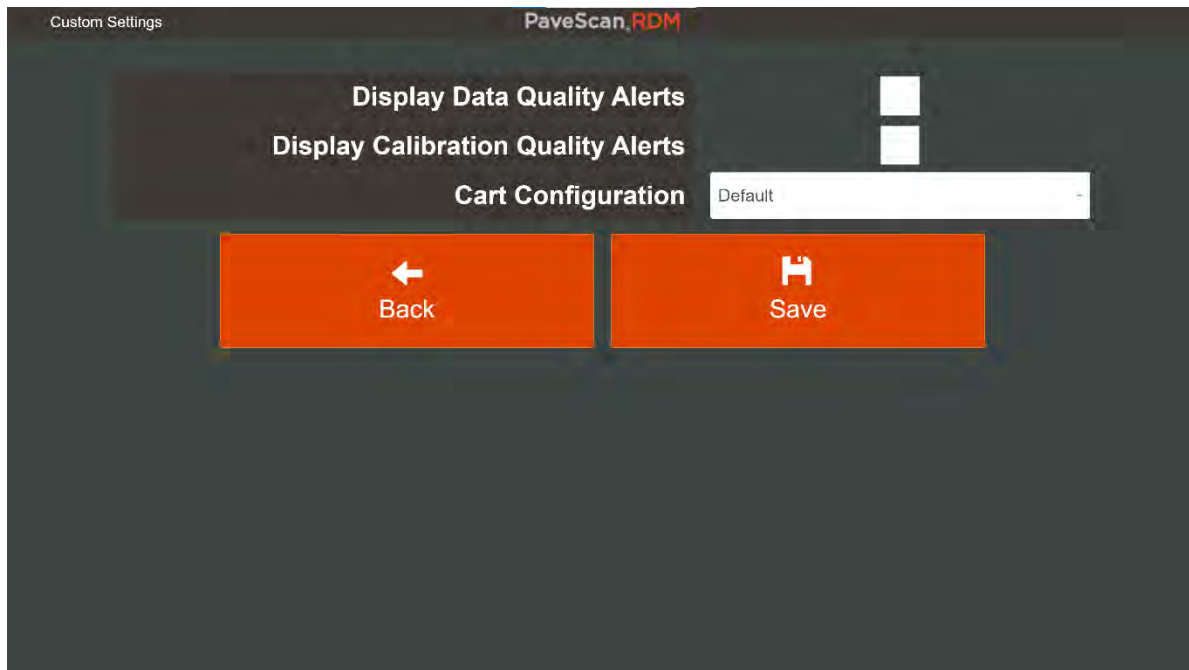 Custom Settings
PaveScan RDM
Display Data Quality Alerts
Display Calibration Quality Alerts
Cart Configuration
Default
Back
Save